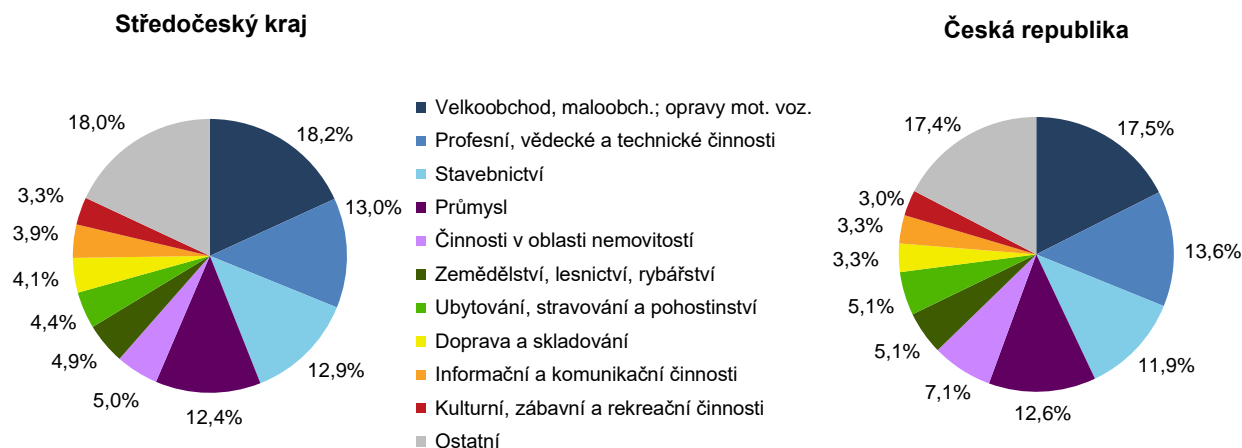 Středočeský kraj
18,2%
13,0%
12,9%
12,4%
5,0%
4,9%
4,4%
4,1%
3,9%
3,3%
18,0%
Velkoobchod, maloobch.; opravy mot. voz.
Profesní, vědecké a technické činnosti
Stavebnictví
Průmysl
Činnosti v oblasti nemovitostí
Zemědělství, lesnictví, rybářství
Ubytování, stravování a pohostinství
Doprava a skladování
Informační a komunikační činnosti
Kulturní, zábavní a rekreační činnosti
Ostatní
Česká republika
17,5%
13,6%
11,9%
12,6%
7,1%
5,1%
5,1%
3,3%
3,3%
3,0%
17,4%